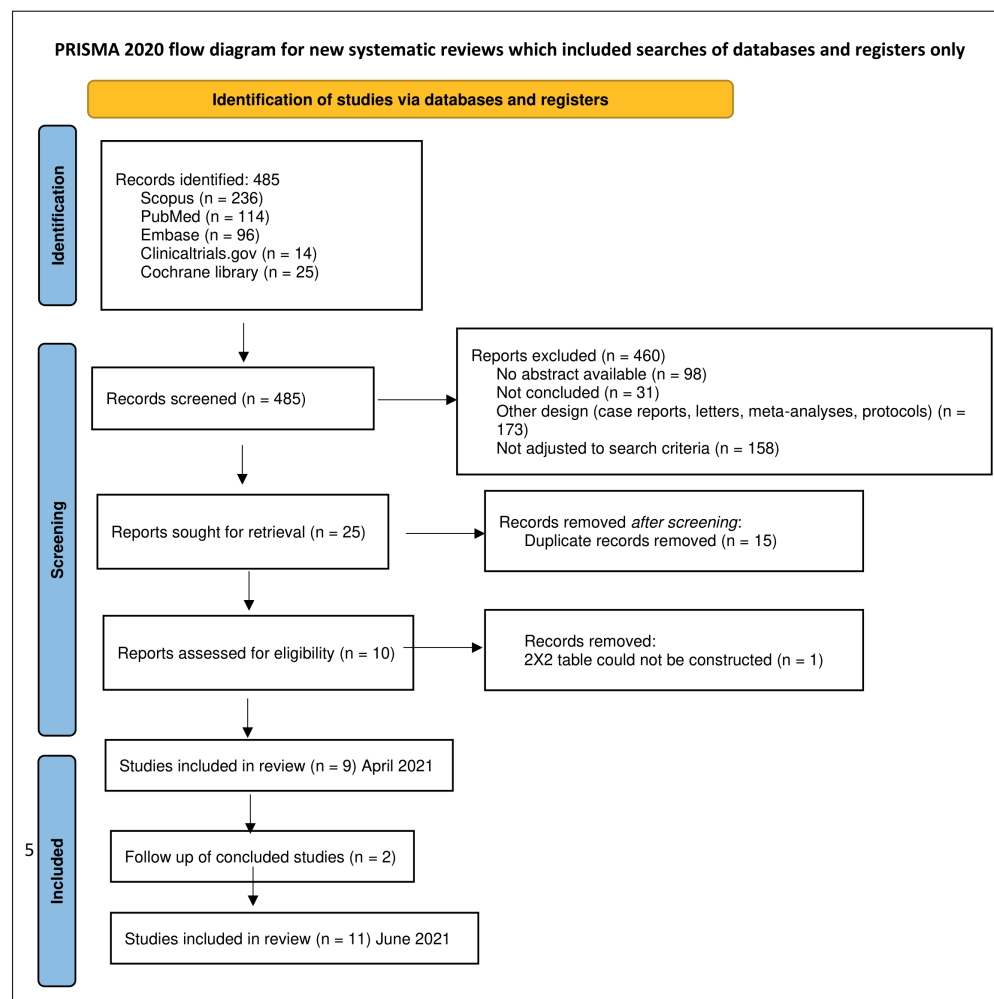 PRISMA 2020 flow diagram for new systematic reviews which included searches of databases and registers only
Identification of studies via databases and registers
Identification
Records identified: 485
Scopus (n = 236)
PubMed (n = 114)
Embase (n = 96)
Clinicaltrials.gov (n = 14)
Cochrane library (n = 25)
Screening
Records screened (n = 485)
Reports excluded (n = 460)
No abstract available (n = 98)
Not concluded (n = 31)
Other design (case reports, letters, meta-analyses, protocols) (n =
173)
Not adjusted to search criteria (n = 158)
Reports sought for retrieval (n = 25)
Records removed after screening:
Duplicate records removed (n = 15)
Reports assessed for eligibility (n = 10)
Records removed:
2X2 table could not be constructed (n = 1)
Included
Studies included in review (n = 9) April 2021
5
Follow up of concluded studies (n = 2)
Studies included in review (n = 11) June 2021